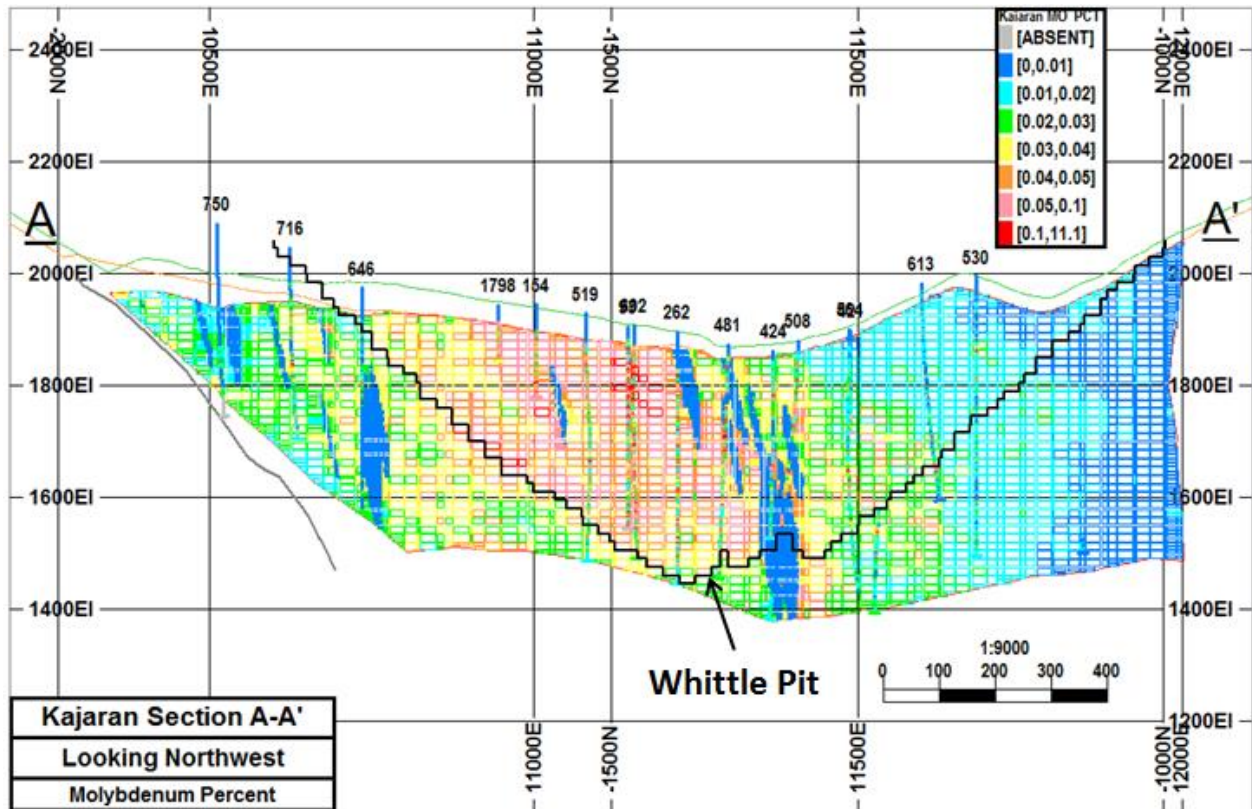 -2000N
10500E
11000E
-1500N
11500E
-1000N
12000E
2400El
2400El
2200El
2200El
2000El
2000El
1800El
1800El
1600El
1600El
1400El
1400El
1200El
Kajaran MO PCT
[ABSENT]
[0,0.01]
[0.01,0.02]
[0.02,0.03]
[0.03,0.04]
[0.04,0.05]
[0.05,0.1]
[0.1,11.1]
A
A'
750
716
646
1798
154
519
262
481
424
508
613
530
Whittle Pit
1:9000
0 100 200 300 400
Kajaran Section A-A'
Looking Northwest
Molybdenum Percent
11000E
-1500N
11500E
-1000N
12000E